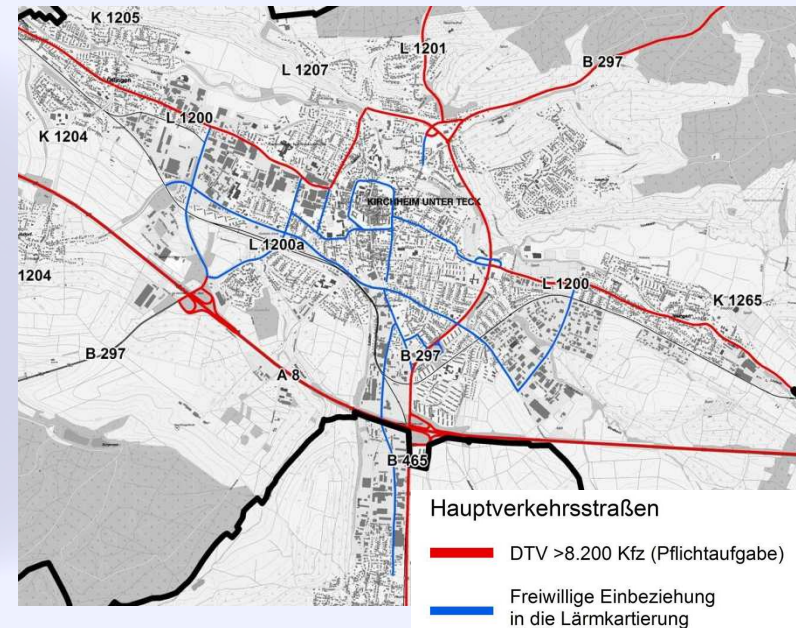 K 1205
L 1207
L 1201
B 297
L 1200
K 1204
KIRCHHEIM UNTER TECK
L 1200a
1204
L 1200
K 1265
B 297
B 297
A 8
B 465
Hauptverkehrsstraßen
DTV >8.200 Kfz (Pflichtaufgabe)
Freiwillige Einbeziehung
in die Lärmkartierung